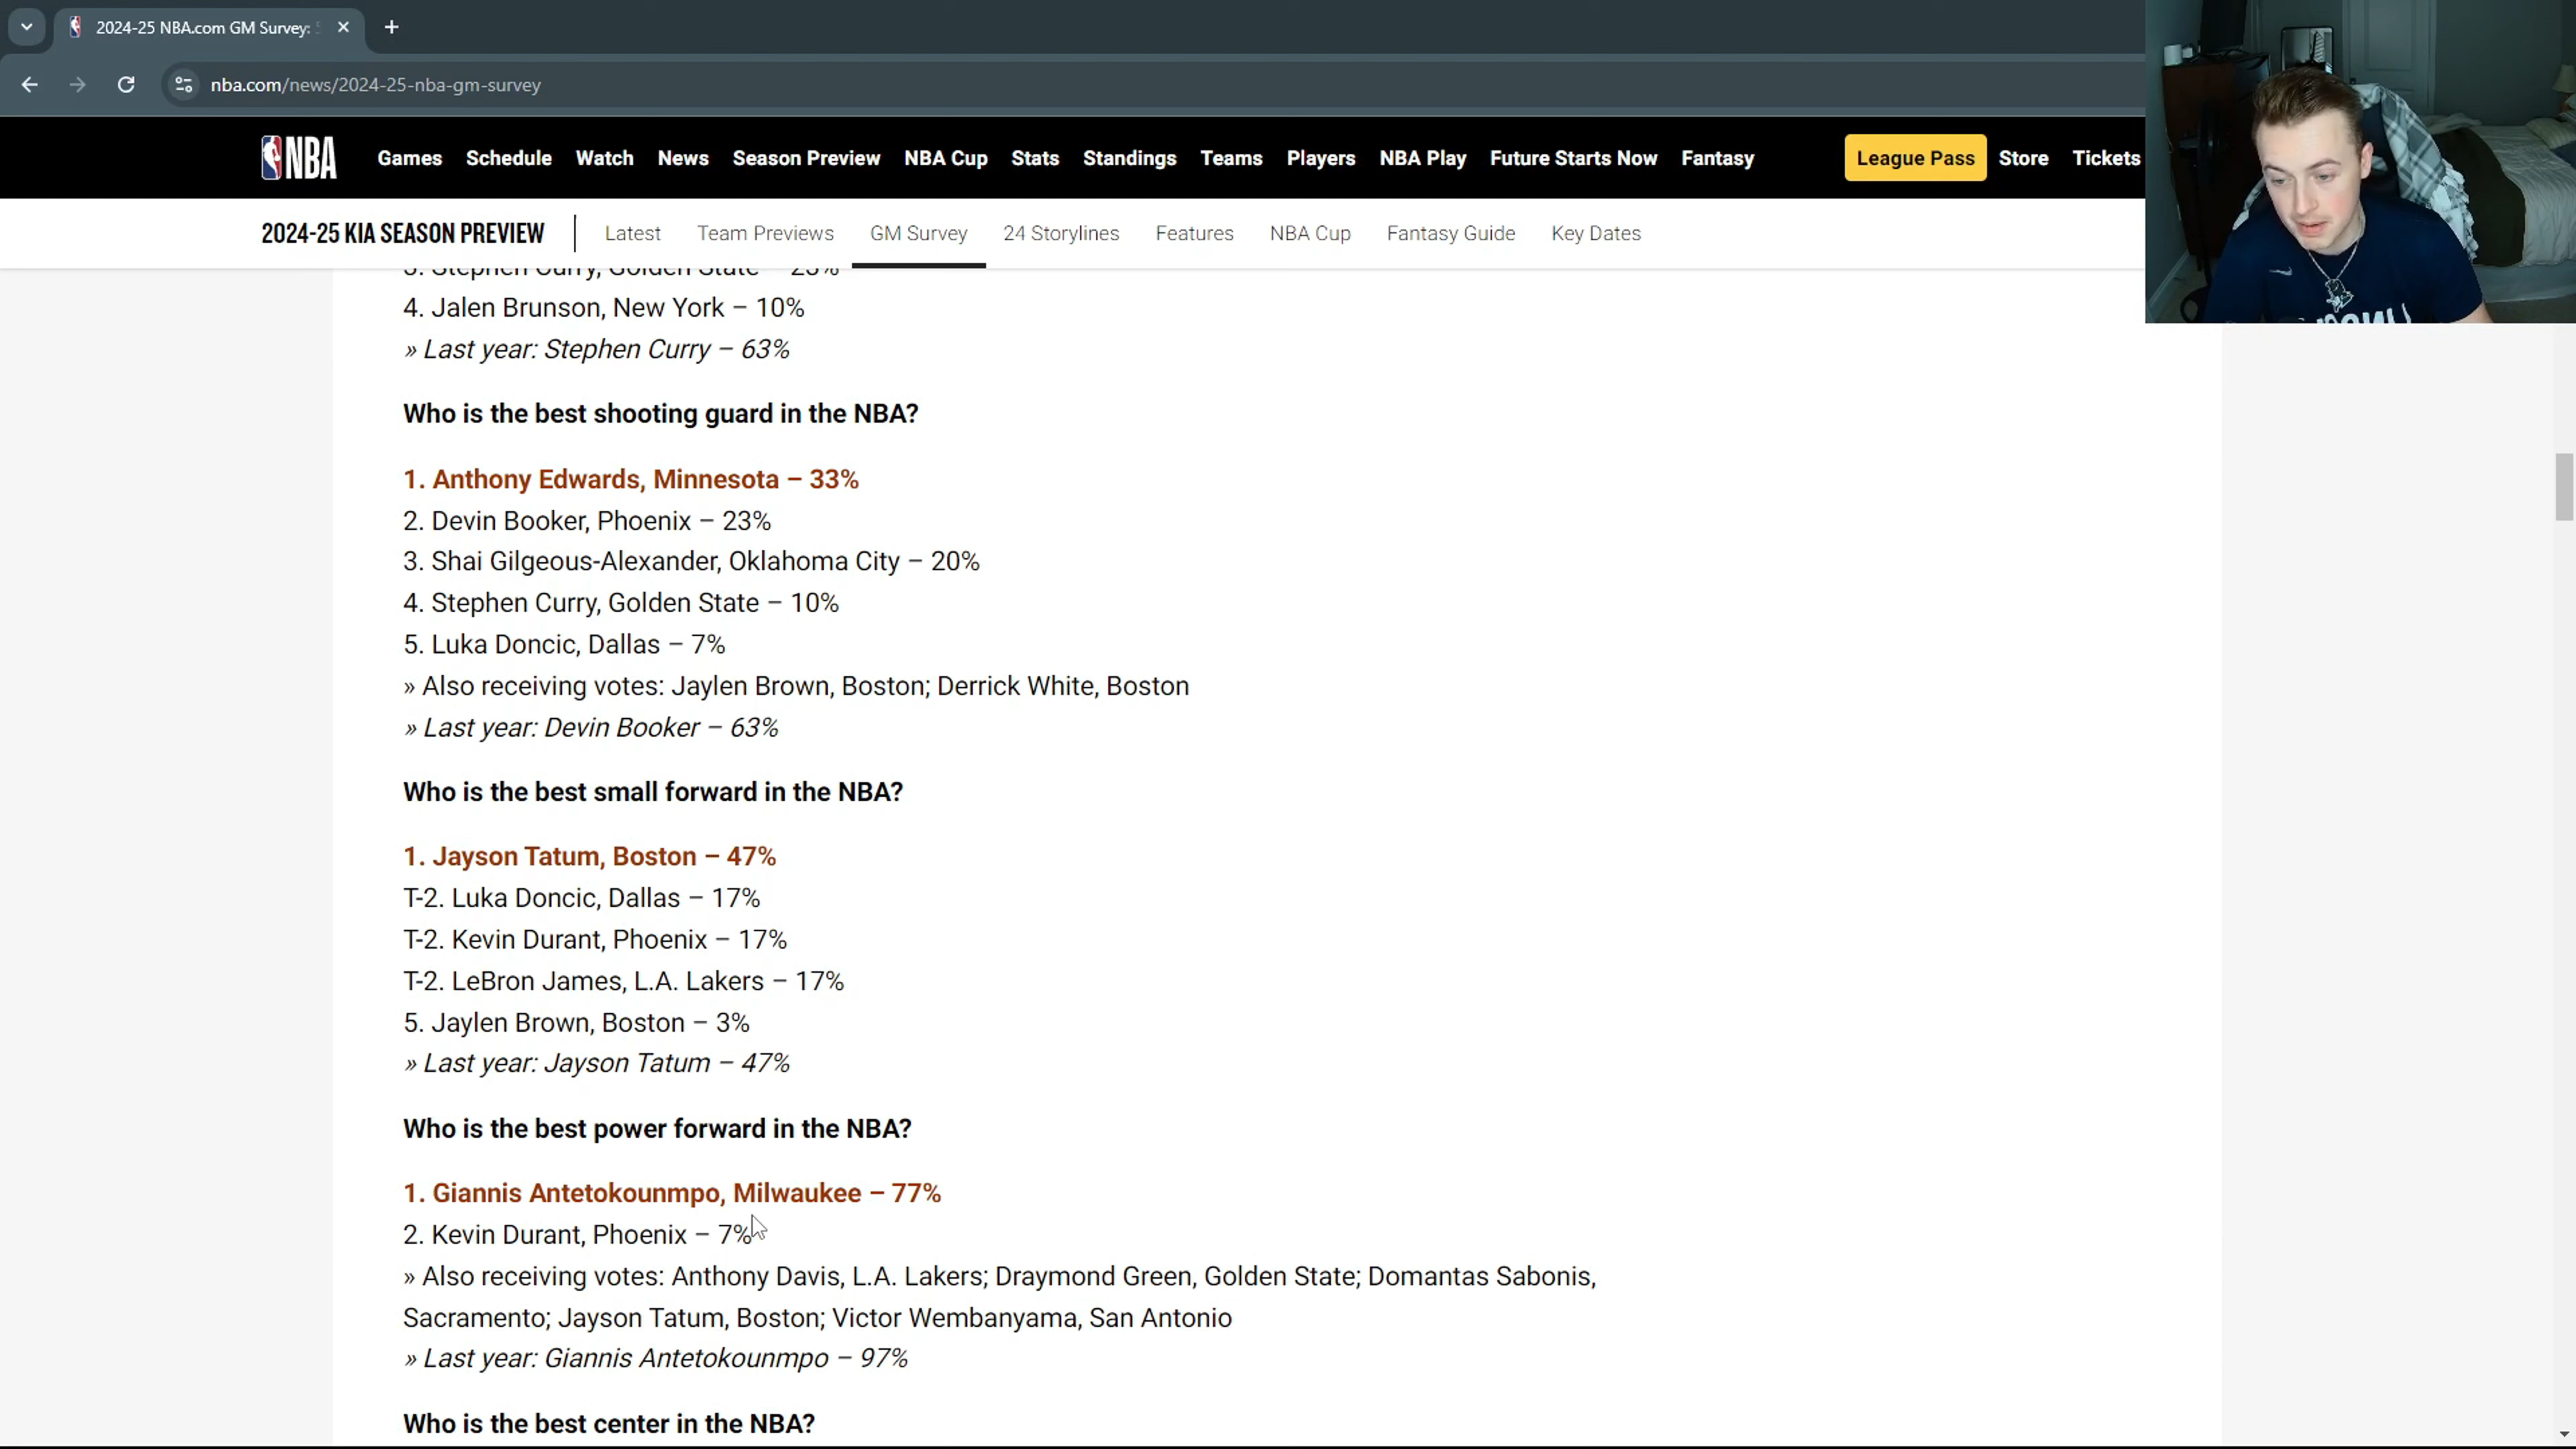 2024-25 NBA.com GM Survey:
nba.com/news/2024-25-nba-gm-survey
NBA Games Schedule Watch News Season Preview NBA Cup Stats Standings Teams Players NBA Play Future Starts Now Fantasy League Pass Store Tickets
2024-25 KIA SEASON PREVIEW Latest Team Previews GM Survey 24 Storylines Features NBA Cup Fantasy Guide Key Dates
3. Stephen Curry, Golden State – 23%
4. Jalen Brunson, New York – 10%
» Last year: Stephen Curry – 63%
Who is the best shooting guard in the NBA?
1. Anthony Edwards, Minnesota – 33%
2. Devin Booker, Phoenix – 23%
3. Shai Gilgeous-Alexander, Oklahoma City – 20%
4. Stephen Curry, Golden State – 10%
5. Luka Doncic, Dallas – 7%
» Also receiving votes: Jaylen Brown, Boston; Derrick White, Boston
» Last year: Devin Booker – 63%
Who is the best small forward in the NBA?
1. Jayson Tatum, Boston – 47%
T-2. Luka Doncic, Dallas – 17%
T-2. Kevin Durant, Phoenix – 17%
T-2. LeBron James, L.A. Lakers – 17%
5. Jaylen Brown, Boston – 3%
» Last year: Jayson Tatum – 47%
Who is the best power forward in the NBA?
1. Giannis Antetokounmpo, Milwaukee – 77%
2. Kevin Durant, Phoenix – 7%
» Also receiving votes: Anthony Davis, L.A. Lakers; Draymond Green, Golden State; Domantas Sabonis,
Sacramento; Jayson Tatum, Boston; Victor Wembanyama, San Antonio
» Last year: Giannis Antetokounmpo – 97%
Who is the best center in the NBA?